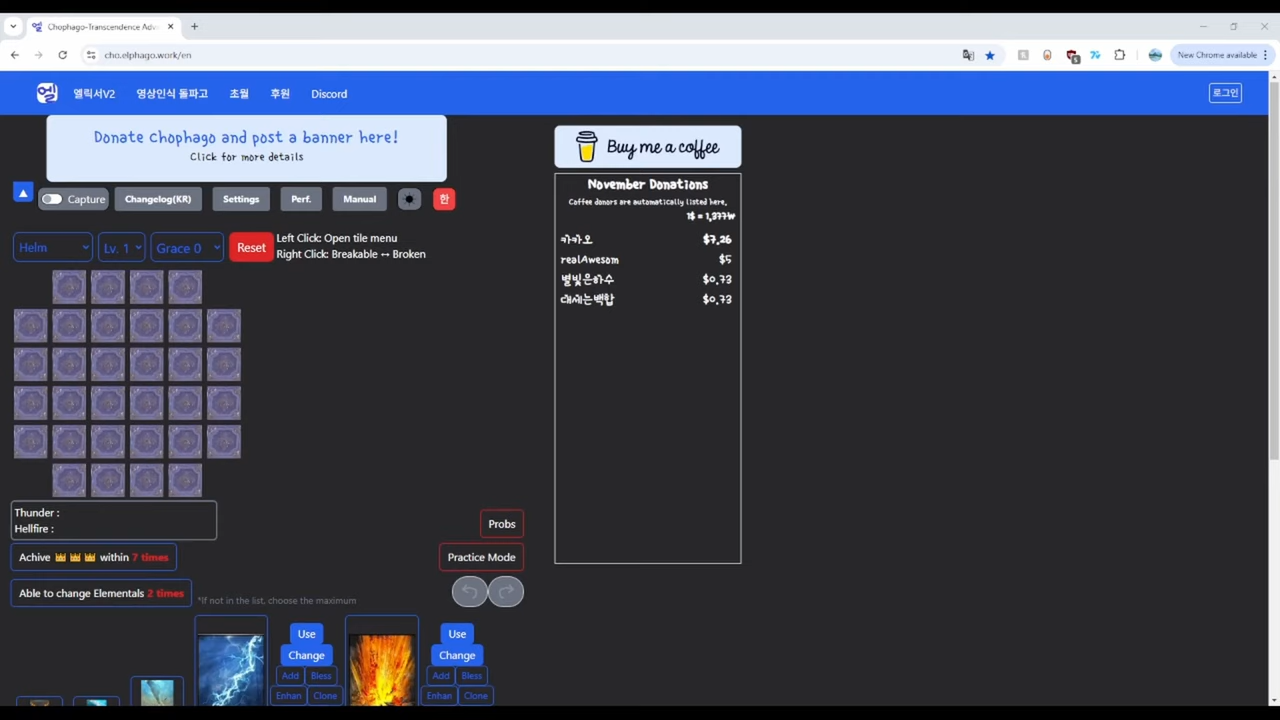 Chophago-Transcendence Adv
cho.elphago.work/en
New Chrome available
엘
엘릭서V2
영상인식 돌파고
초월
후원
Discord
로그인
Donate Chophago and post a banner here!
Click for more details
Buy me a coffee
Capture
Changelog(KR)
Settings
Perf.
Manual
한
November Donations
Coffee donors are automatically listed here.
1$ = 1,377₩
카카오 $7.26
realAwesom $5
별빛은하수 $0.73
대세는백합 $0.73
Helm
Lv. 1
Grace 0
Reset
Left Click: Open tile menu
Right Click: Breakable ↔ Broken
Thunder :
Hellfire :
Probs
Achive 👑 👑 👑 within 7 times
Practice Mode
Able to change Elementals 2 times
*If not in the list, choose the maximum
Use
Change
Add
Bless
Enhan
Clone
Use
Change
Add
Bless
Enhan
Clone